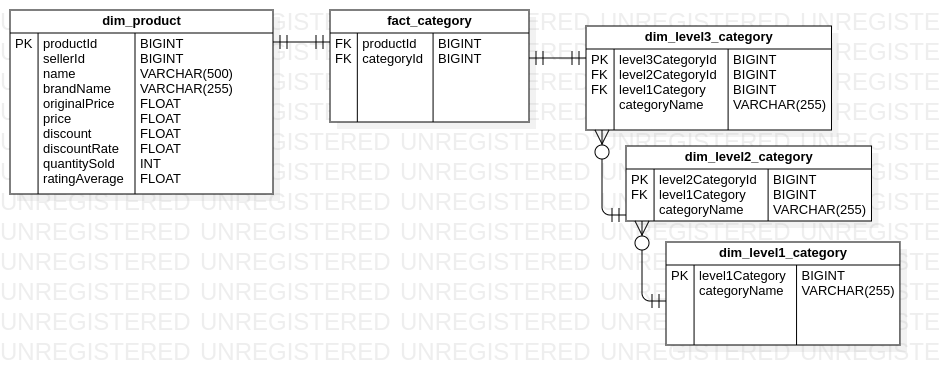 dim_product
PK productId BIGINT
sellerId BIGINT
name VARCHAR(500)
brandName VARCHAR(255)
originalPrice FLOAT
price FLOAT
discount FLOAT
discountRate FLOAT
quantitySold INT
ratingAverage FLOAT
fact_category
FK productId BIGINT
FK categoryId BIGINT
dim_level3_category
PK level3CategoryId BIGINT
FK level2CategoryId BIGINT
FK level1Category BIGINT
categoryName VARCHAR(255)
dim_level2_category
PK level2CategoryId BIGINT
FK level1Category BIGINT
categoryName VARCHAR(255)
dim_level1_category
PK level1Category BIGINT
categoryName VARCHAR(255)
UNREGISTERED UNREGISTERED UNREGISTERED UNREGISTERED UNREGISTERED